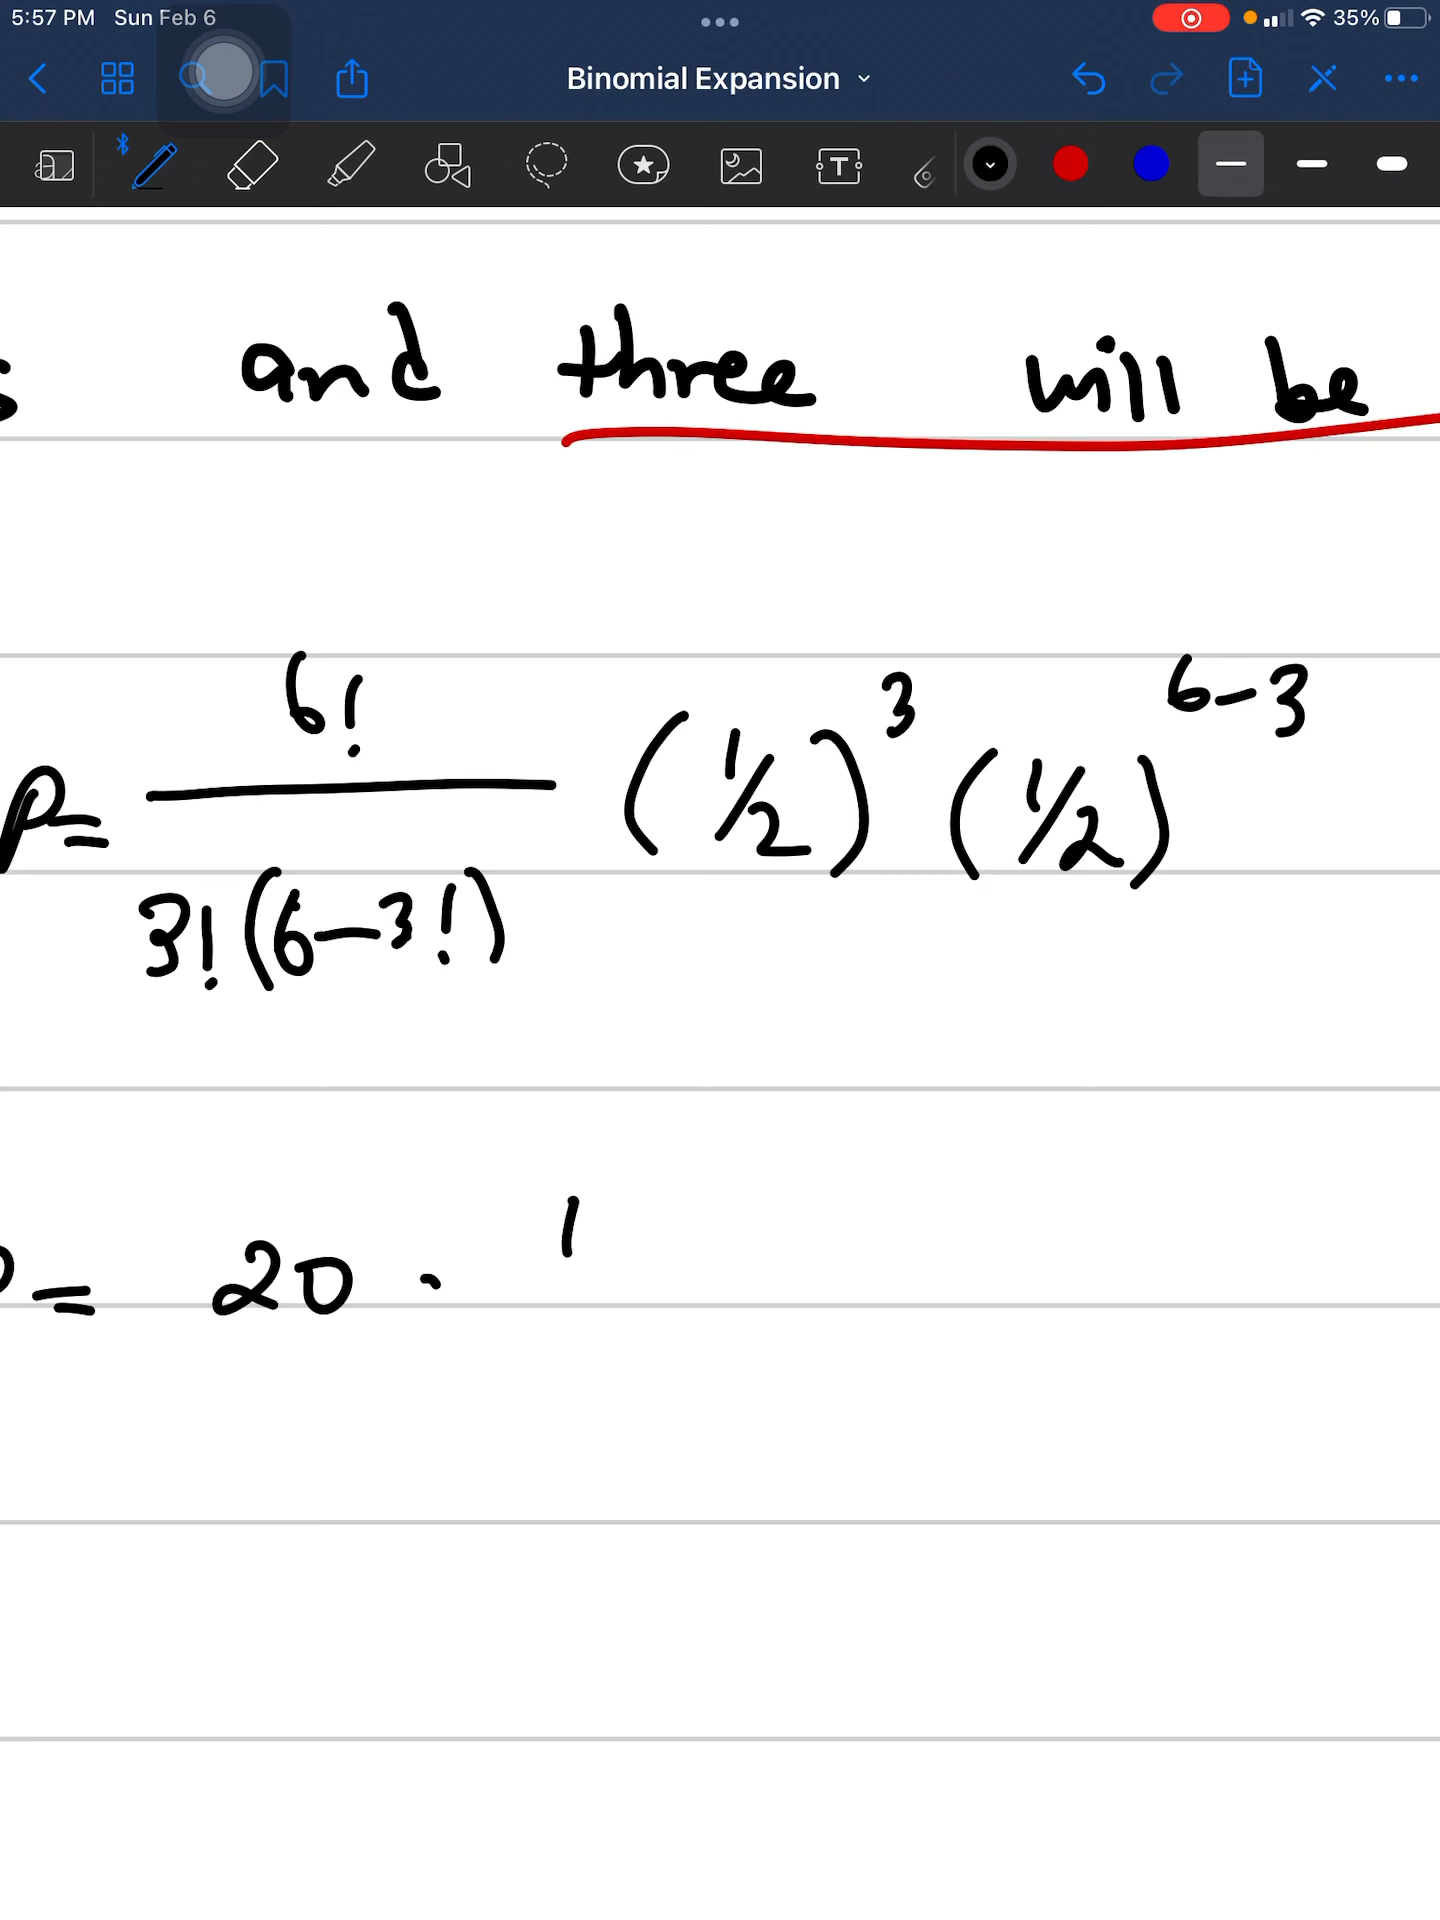 5:57 PM Sun Feb 6
35%
Binomial Expansion
and three will be
P= 6! / 3!(6-3!) (1/2)^3 (1/2)^6-3
= 20 . 1